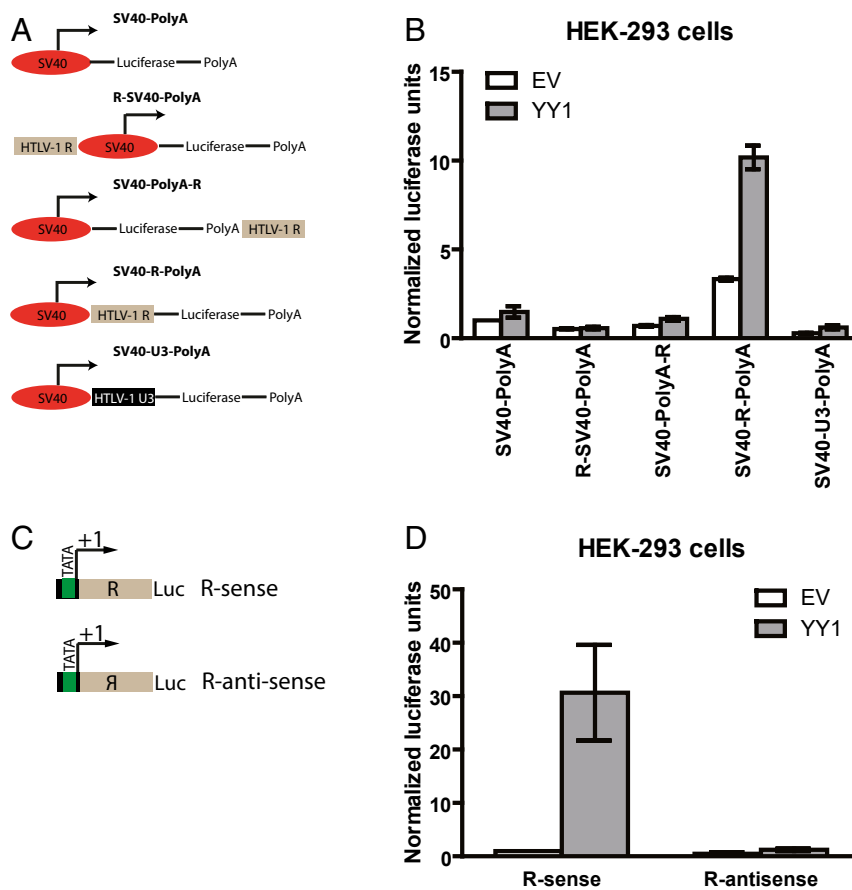 A
SV40-PolyA
SV40
Luciferase
PolyA
R-SV40-PolyA
HTLV-1 R
SV40
Luciferase
PolyA
SV40-PolyA-R
SV40
Luciferase
PolyA
HTLV-1 R
SV40-R-PolyA
SV40
HTLV-1 R
Luciferase
PolyA
SV40-U3-PolyA
SV40
HTLV-1 U3
Luciferase
PolyA
B
HEK-293 cells
Normalized luciferase units
15
10
5
0
EV
YY1
SV40-PolyA
R-SV40-PolyA
SV40-PolyA-R
SV40-R-PolyA
SV40-U3-PolyA
C
TATA
+1
R
Luc
R-sense
TATA
+1
Я
Luc
R-anti-sense
D
HEK-293 cells
Normalized luciferase units
50
40
30
20
10
0
EV
YY1
R-sense
R-antisense